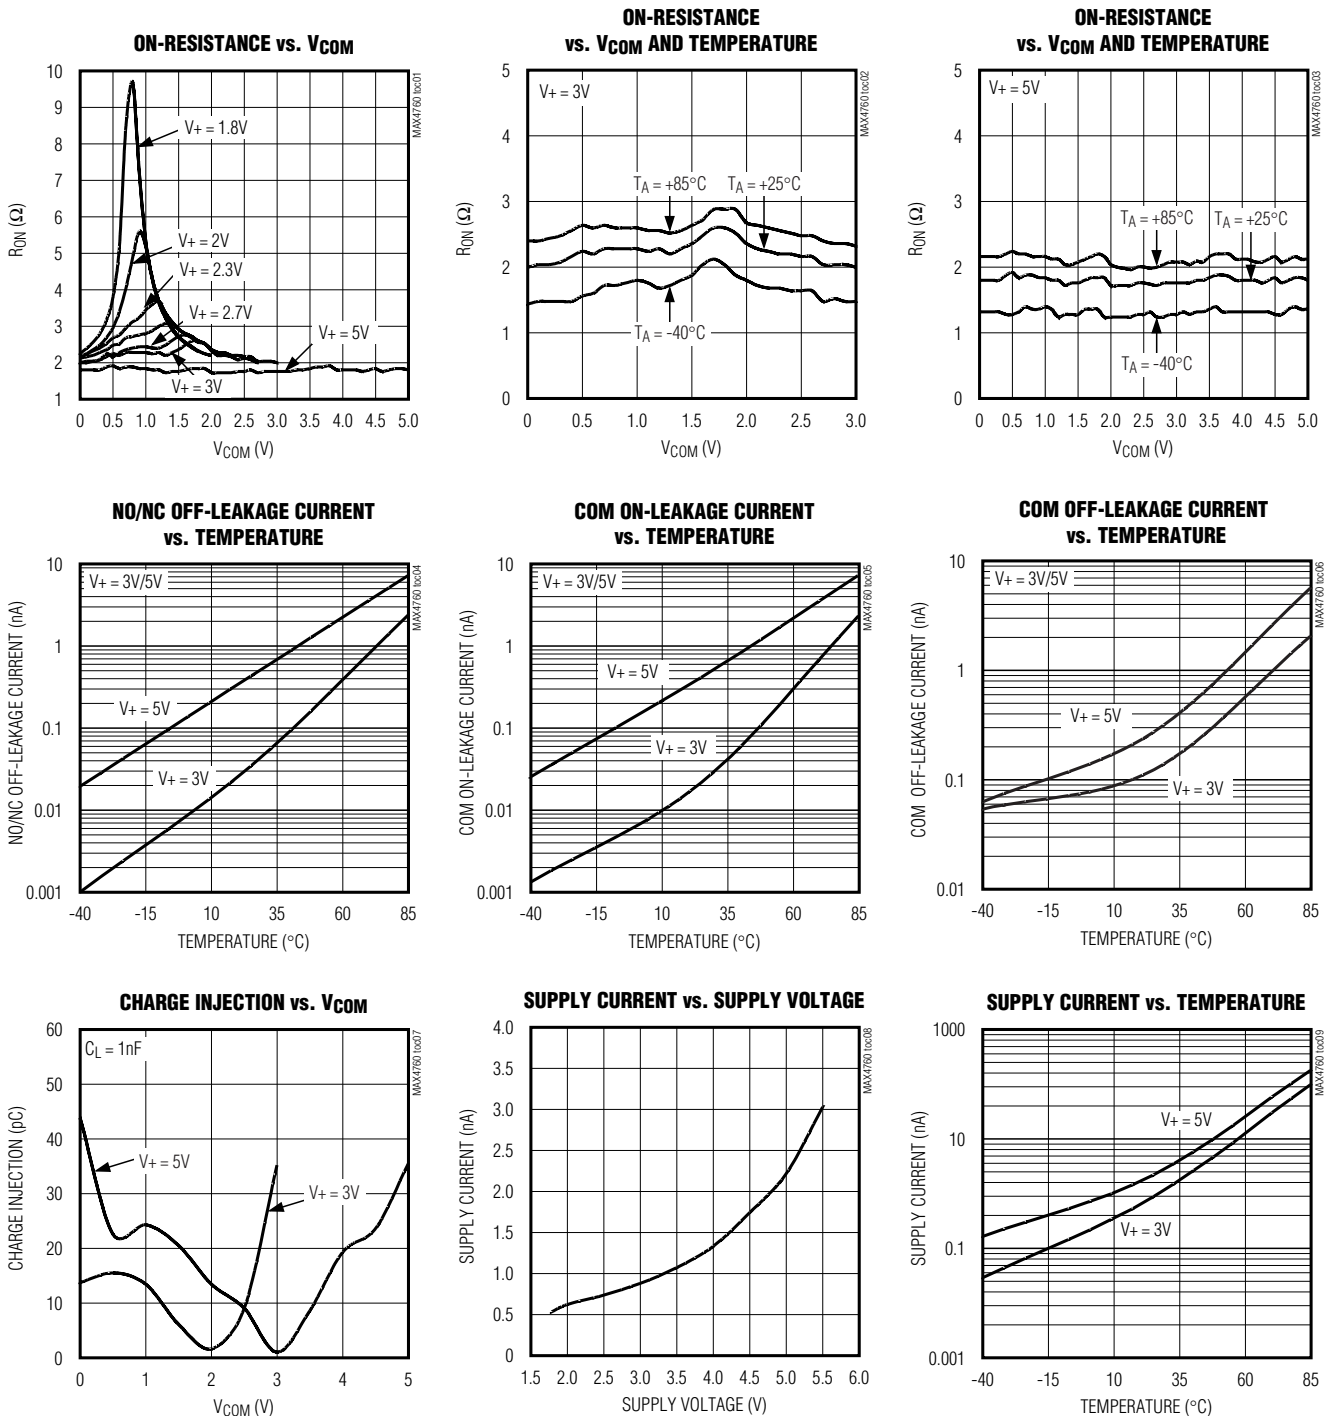 ON-RESISTANCE vs. VCOM
10
9
8
7
6
5
4
3
2
1
RON (Ω)
V+ = 1.8V
V+ = 2V
V+ = 2.3V
V+ = 2.7V
V+ = 5V
V+ = 3V
0 0.5 1.0 1.5 2.0 2.5 3.0 3.5 4.0 4.5 5.0
VCOM (V)
MAX4760 toc01
ON-RESISTANCE
vs. VCOM AND TEMPERATURE
5
4
3
2
1
0
RON (Ω)
V+ = 3V
TA = +85°C
TA = +25°C
TA = -40°C
0 0.5 1.0 1.5 2.0 2.5 3.0
VCOM (V)
MAX4760 toc02
ON-RESISTANCE
vs. VCOM AND TEMPERATURE
5
4
3
2
1
0
RON (Ω)
V+ = 5V
TA = +85°C
TA = +25°C
TA = -40°C
0 0.5 1.0 1.5 2.0 2.5 3.0 3.5 4.0 4.5 5.0
VCOM (V)
MAX4760 toc03
NO/NC OFF-LEAKAGE CURRENT
vs. TEMPERATURE
10
1
0.1
0.01
0.001
NO/NC OFF-LEAKAGE CURRENT (nA)
V+ = 3V/5V
V+ = 5V
V+ = 3V
-40 -15 10 35 60 85
TEMPERATURE (°C)
MAX4760 toc04
COM ON-LEAKAGE CURRENT
vs. TEMPERATURE
10
1
0.1
0.01
0.001
COM ON-LEAKAGE CURRENT (nA)
V+ = 3V/5V
V+ = 5V
V+ = 3V
-40 -15 10 35 60 85
TEMPERATURE (°C)
MAX4760 toc05
COM OFF-LEAKAGE CURRENT
vs. TEMPERATURE
10
1
0.1
0.01
COM OFF-LEAKAGE CURRENT (nA)
V+ = 3V/5V
V+ = 5V
V+ = 3V
-40 -15 10 35 60 85
TEMPERATURE (°C)
MAX4760 toc06
CHARGE INJECTION vs. VCOM
60
50
40
30
20
10
0
CHARGE INJECTION (pC)
CL = 1nF
V+ = 5V
V+ = 3V
0 1 2 3 4 5
VCOM (V)
MAX4760 toc07
SUPPLY CURRENT vs. SUPPLY VOLTAGE
4.0
3.5
3.0
2.5
2.0
1.5
1.0
0.5
0
SUPPLY CURRENT (nA)
1.5 2.0 2.5 3.0 3.5 4.0 4.5 5.0 5.5 6.0
SUPPLY VOLTAGE (V)
MAX4760 toc08
SUPPLY CURRENT vs. TEMPERATURE
1000
10
0.1
0.001
SUPPLY CURRENT (nA)
V+ = 5V
V+ = 3V
-40 -15 10 35 60 85
TEMPERATURE (°C)
MAX4760 toc09